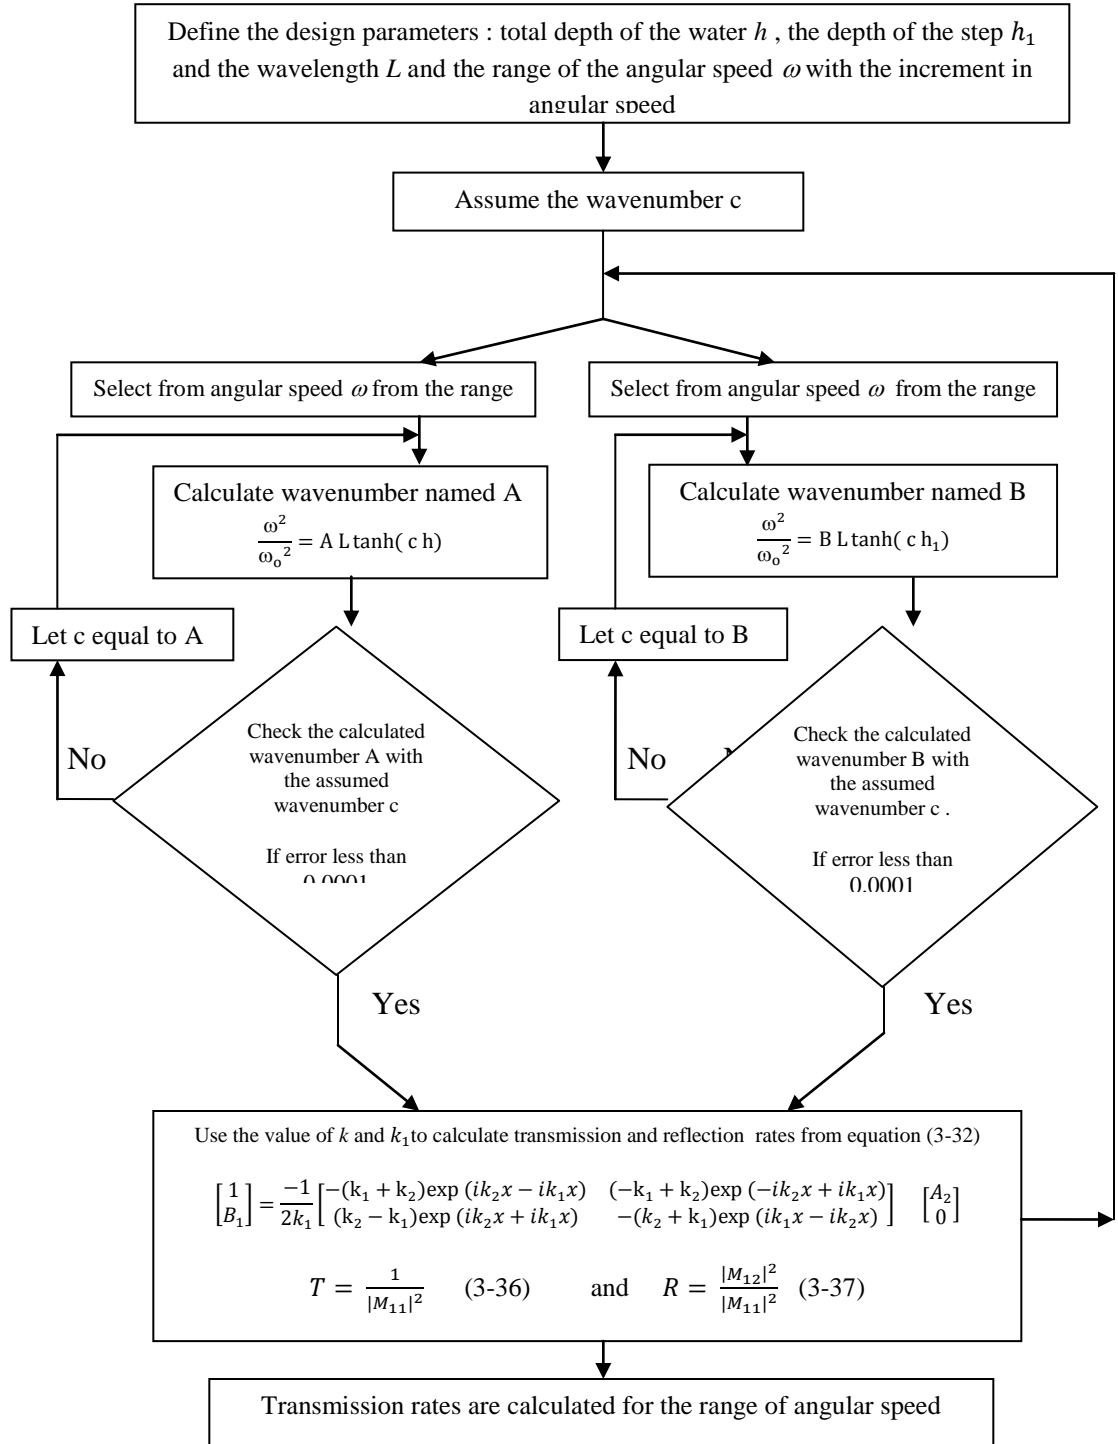 Define the design parameters : total depth of the water h , the depth of the step h₁
and the wavelength L and the range of the angular speed ω with the increment in
angular speed
Assume the wavenumber c
Select from angular speed ω from the range
Select from angular speed ω from the range
Calculate wavenumber named A
ω²/ωₒ² = A L tanh( c h)
Calculate wavenumber named B
ω²/ωₒ² = B L tanh( c h₁)
Let c equal to A
Let c equal to B
Check the calculated
wavenumber A with
the assumed
wavenumber c
If error less than
0.0001
No
Check the calculated
wavenumber B with
the assumed
wavenumber c .
If error less than
0.0001
No
Yes
Yes
Use the value of k and k₁to calculate transmission and reflection rates from equation (3-32)
[1 B₁] = −1/2k₁ [−(k₁ + k₂)exp (ik₂x − ik₁x) (−k₁ + k₂)exp (−ik₂x + ik₁x) (k₂ − k₁)exp (ik₂x + ik₁x) −(k₂ + k₁)exp (ik₁x − ik₂x)] [A₂ 0]
T = 1/|M₁₁|² (3-36) and R = |M₁₂|²/|M₁₁|² (3-37)
Transmission rates are calculated for the range of angular speed